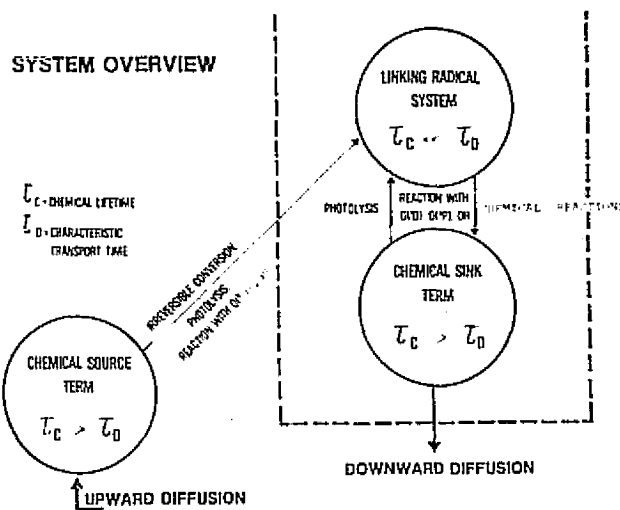 SYSTEM OVERVIEW
LINKING RADICAL
SYSTEM
τC << τD
τC = CHEMICAL LIFETIME
τD = CHARACTERISTIC
TRANSPORT TIME
PHOTOLYSIS
REACTION WITH
OH
CHEMICAL REACTIONS
IRREVERSIBLE CONVERSION
PHOTOLYSIS
REACTION WITH
CHEMICAL SINK
TERM
τC > τD
CHEMICAL SOURCE
TERM
τC > τD
DOWNWARD DIFFUSION
UPWARD DIFFUSION